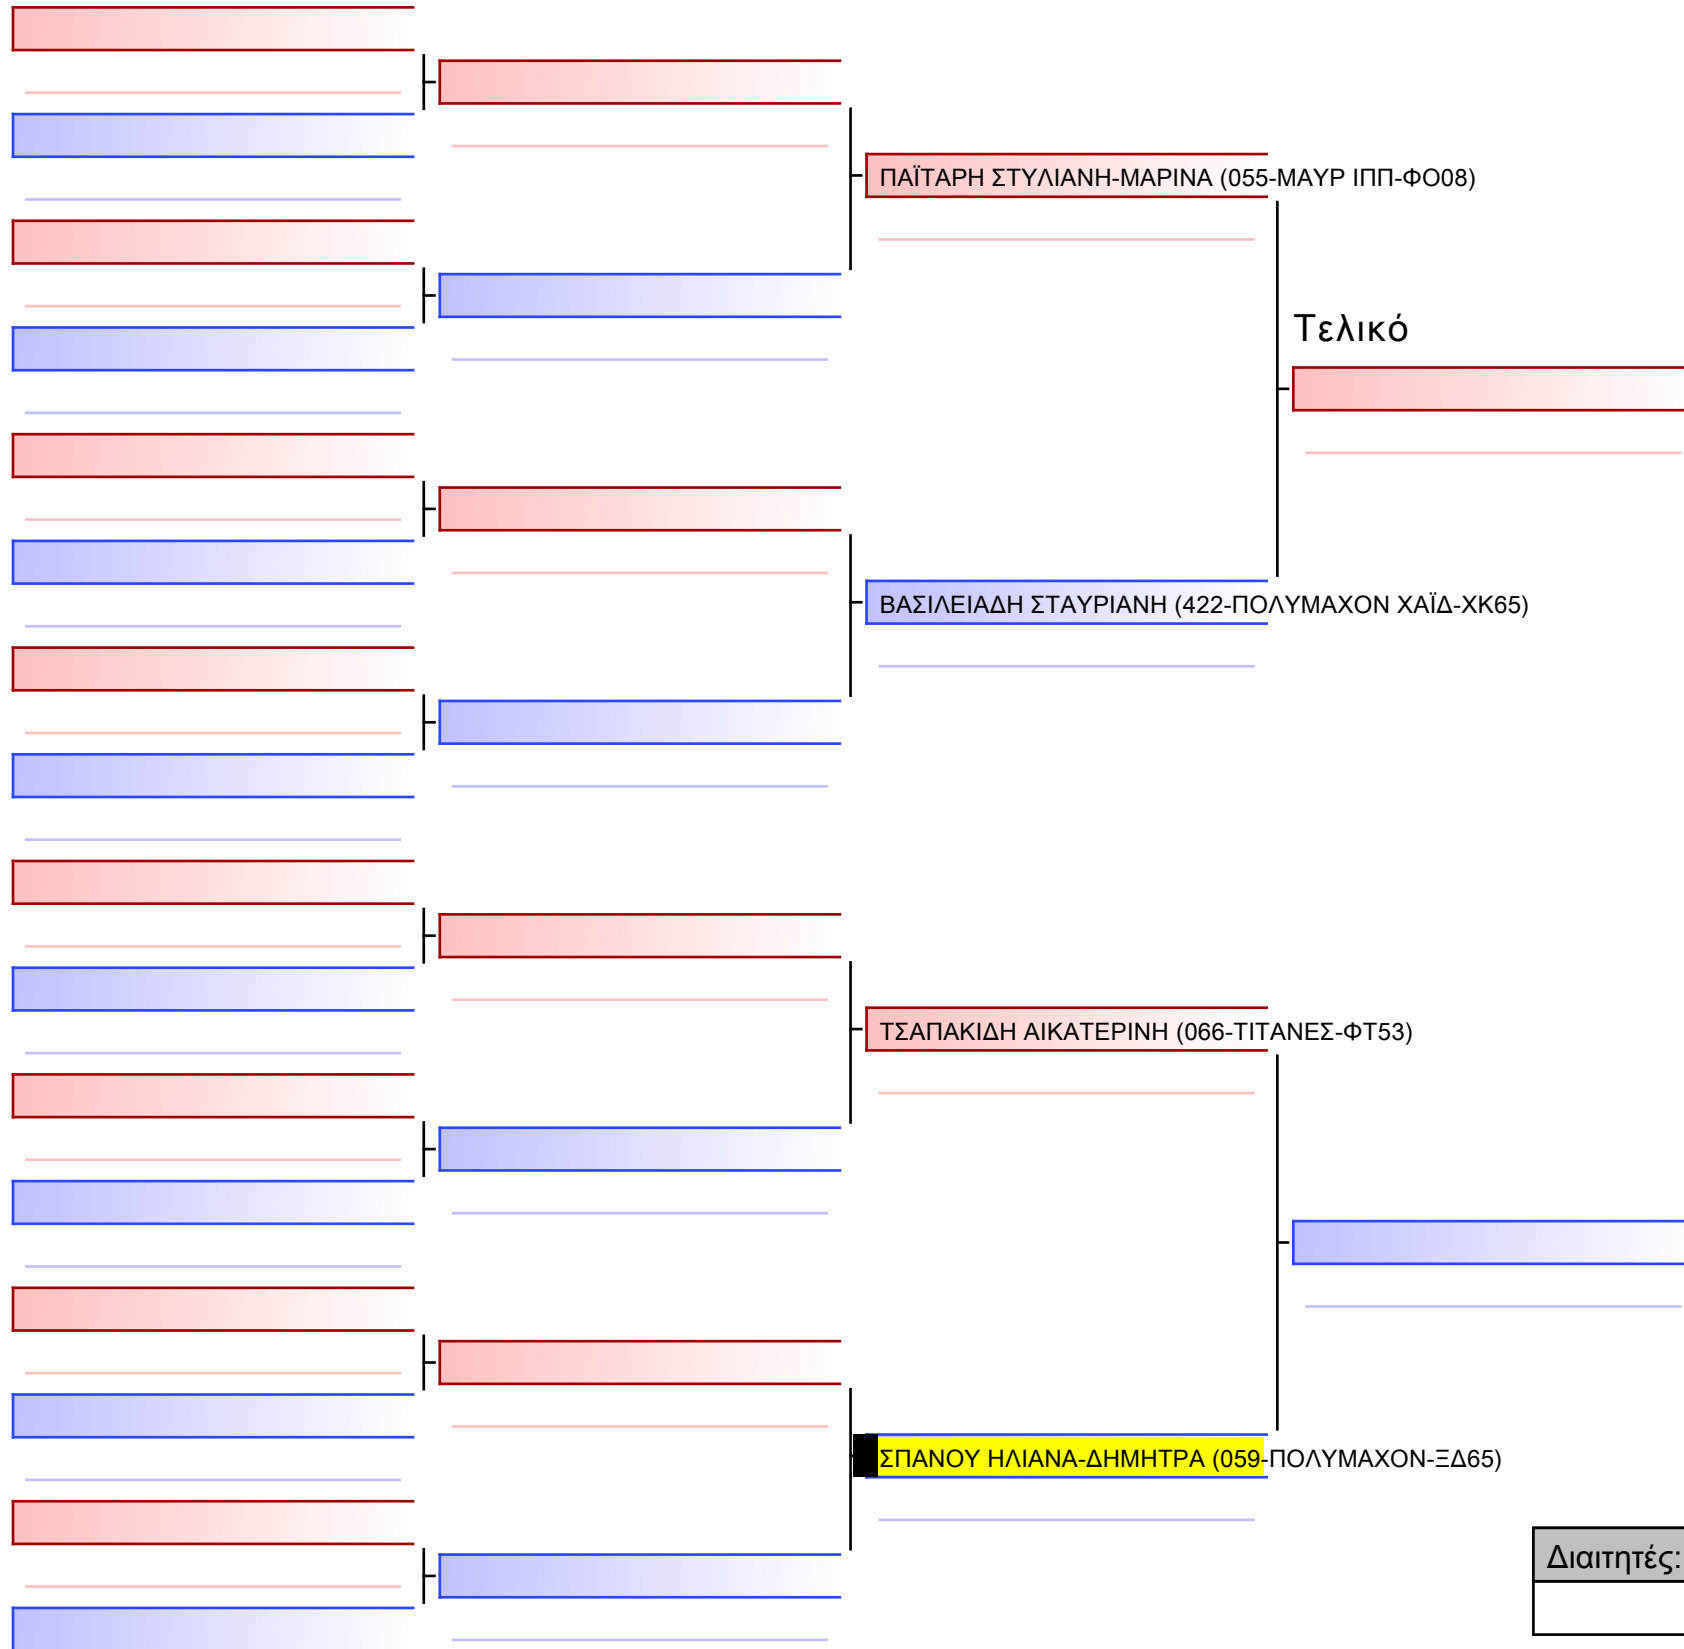 ΠΑΪΤΑΡΗ ΣΤΥΛΙΑΝΗ-ΜΑΡΙΝΑ (055-ΜΑΥΡ ΙΠΠ-ΦΟ08)
Τελικό
ΒΑΣΙΛΕΙΑΔΗ ΣΤΑΥΡΙΑΝΗ (422-ΠΟΛΥΜΑΧΟΝ ΧΑΪΔ-ΧΚ65)
ΤΣΑΠΑΚΙΔΗ ΑΙΚΑΤΕΡΙΝΗ (066-ΤΙΤΑΝΕΣ-ΦΤ53)
ΣΠΑΝΟΥ ΗΛΙΑΝΑ-ΔΗΜΗΤΡΑ (059-ΠΟΛΥΜΑΧΟΝ-ΞΔ65)
Διαιτητές: